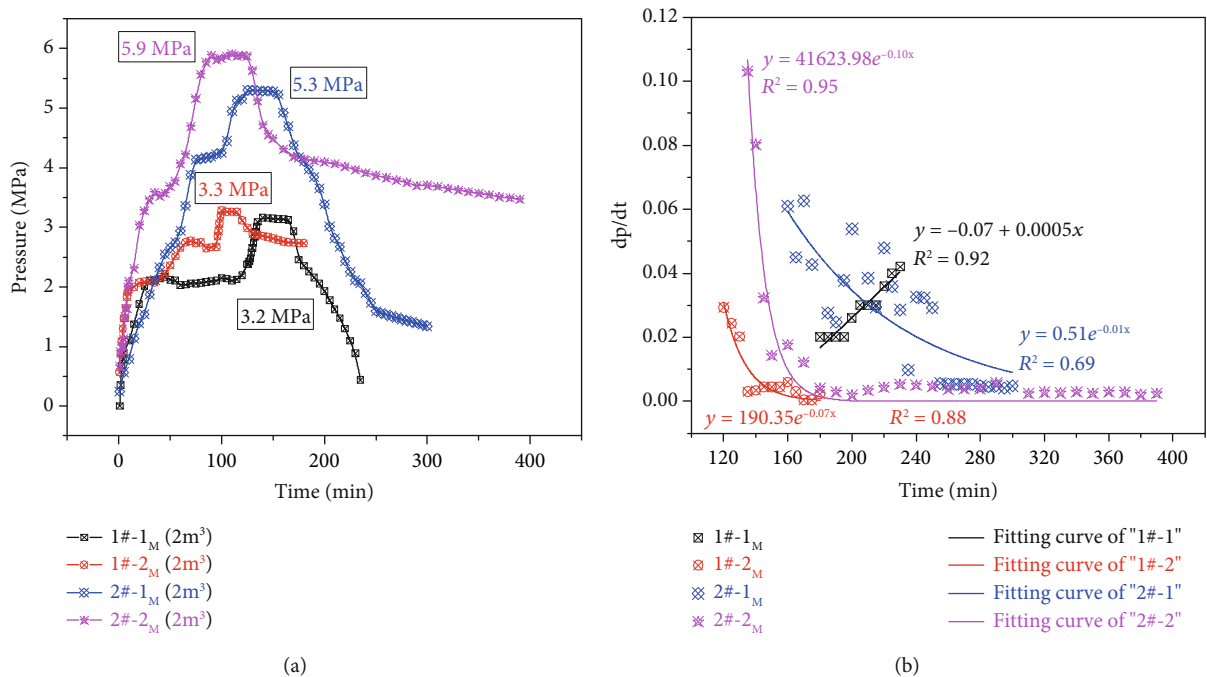 5.9 MPa
5.3 MPa
3.3 MPa
3.2 MPa
Pressure (MPa)
6
5
4
3
2
1
0
0 100 200 300 400
Time (min)
1#-1M (2m³)
1#-2M (2m³)
2#-1M (2m³)
2#-2M (2m³)
(a)
dp/dt
0.12
0.10
0.08
0.06
0.04
0.02
0.00
y = 41623.98e^–0.10x
R² = 0.95
y = –0.07 + 0.0005x
R² = 0.92
y = 0.51e^–0.01x
R² = 0.69
y = 190.35e^–0.07x R² = 0.88
120 160 200 240 280 320 360 400
Time (min)
1#-1M Fitting curve of "1#-1"
1#-2M Fitting curve of "1#-2"
2#-1M Fitting curve of "2#-1"
2#-2M Fitting curve of "2#-2"
(b)